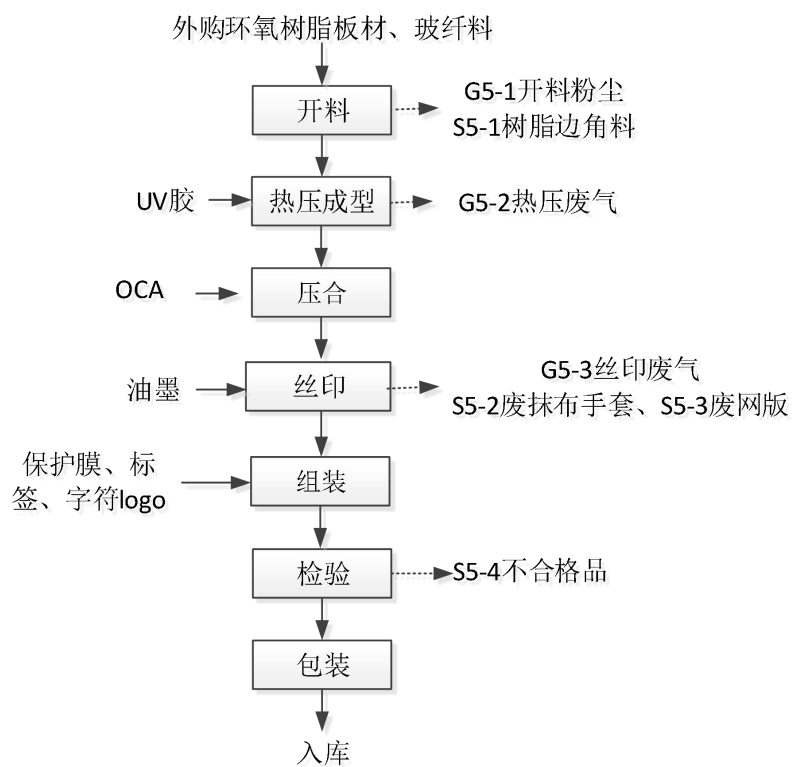 外购环氧树脂板材、玻纤料
开料
G5-1开料粉尘
S5-1树脂边角料
UV胶
热压成型
G5-2热压废气
OCA
压合
油墨
丝印
G5-3丝印废气
S5-2废抹布手套、S5-3废网版
保护膜、标
签、字符logo
组装
检验
S5-4不合格品
包装
入库